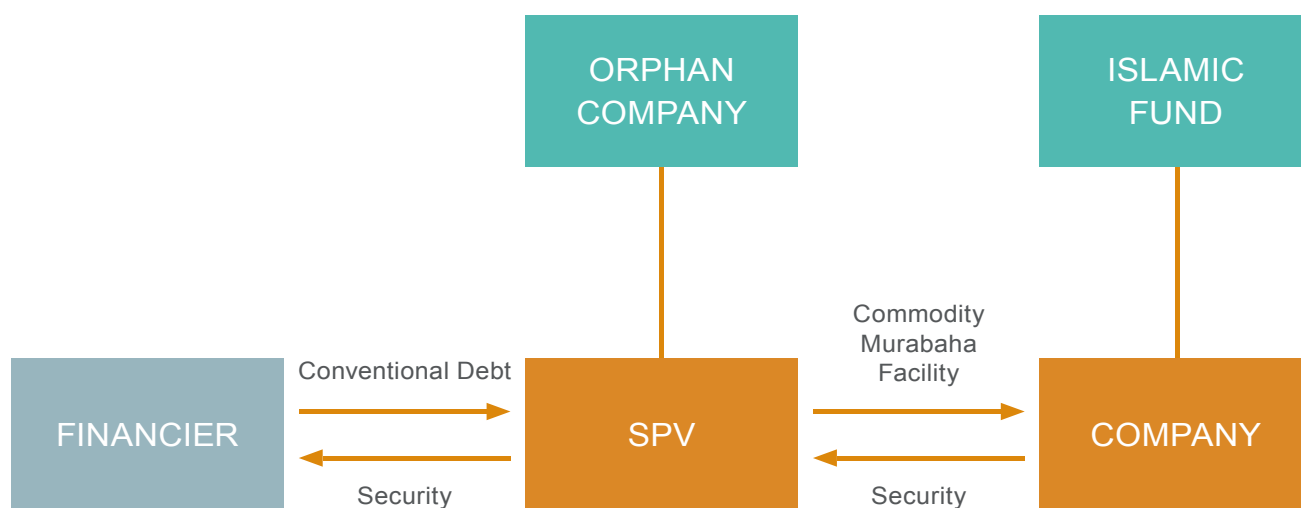 ORPHAN
COMPANY
ISLAMIC
FUND
Commodity
Murabaha
Facility
Conventional Debt
FINANCIER
SPV
COMPANY
Security
Security